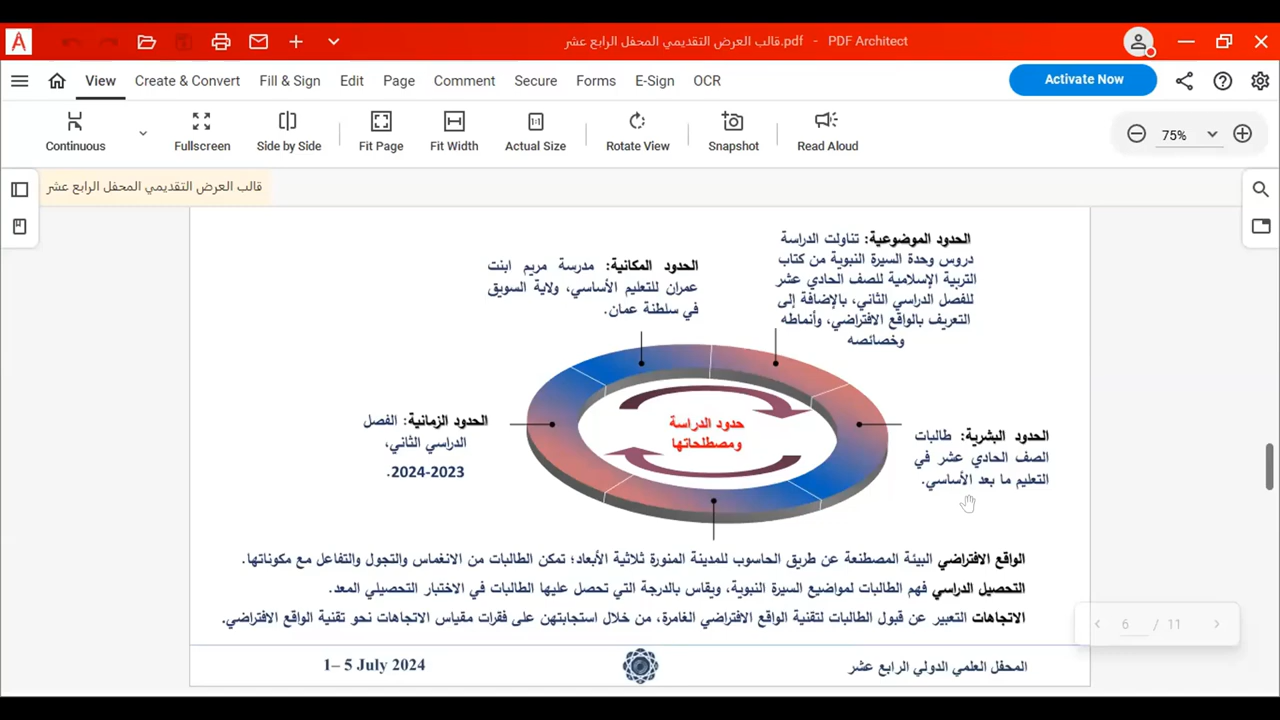 قالب العرض التقديمي المحفل الرابع عشر.pdf - PDF Architect
View Create & Convert Fill & Sign Edit Page Comment Secure Forms E-Sign OCR Activate Now
Continuous Fullscreen Side by Side Fit Page Fit Width Actual Size Rotate View Snapshot Read Aloud 75%
قالب العرض التقديمي المحفل الرابع عشر
الحدود الموضوعية: تناولت الدراسة
دروس وحدة السيرة النبوية من كتاب
التربية الإسلامية للصف الحادي عشر
للفصل الدراسي الثاني، بالإضافة إلى
التعريف بالواقع الافتراضي، وأنماطه
وخصائصه
الحدود المكانية: مدرسة مريم ابنت
عمران للتعليم الأساسي، ولاية السويق
في سلطنة عمان.
حدود الدراسة
ومصطلحاتها
الحدود البشرية: طالبات
الصف الحادي عشر في
التعليم ما بعد الأساسي.
الحدود الزمانية: الفصل
الدراسي الثاني،
2023-2024.
الواقع الافتراضي البيئة المصطنعة عن طريق الحاسوب للمدينة المنورة ثلاثية الأبعاد؛ تمكن الطالبات من الانغماس والتجول والتفاعل مع مكوناتها.
التحصيل الدراسي فهم الطالبات لمواضيع السيرة النبوية، ويقاس بالدرجة التي تحصل عليها الطالبات في الاختبار التحصيلي المعد.
الاتجاهات التعبير عن قبول الطالبات لتقنية الواقع الافتراضي الغامرة، من خلال استجابتهن على فقرات مقياس الاتجاهات نحو تقنية الواقع الافتراضي.
6 / 11
المحفل العلمي الدولي الرابع عشر
1– 5 July 2024